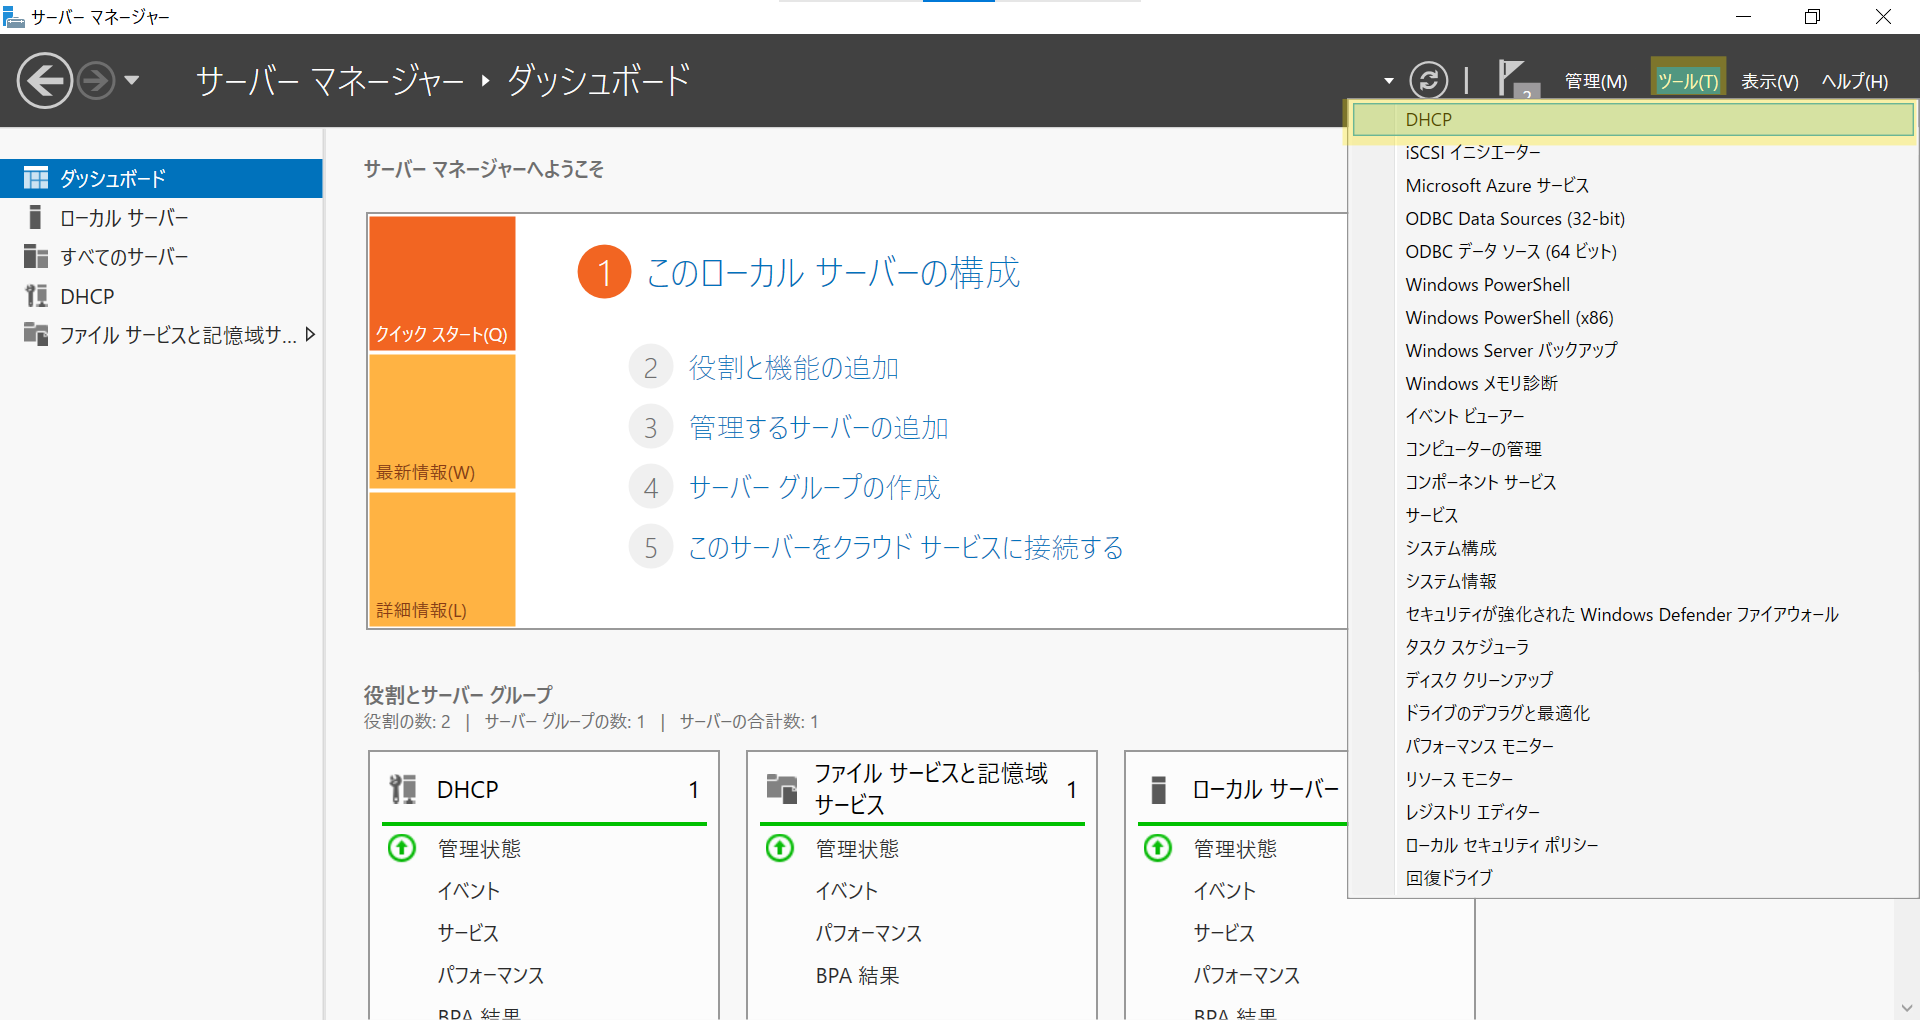 サーバー マネージャー
サーバー マネージャー ‣ ダッシュボード
2
管理(M)
ツール(T)
表示(V)
ヘルプ(H)
ダッシュボード
ローカル サーバー
すべてのサーバー
DHCP
ファイル サービスと記憶域サ...
サーバー マネージャーへようこそ
クイック スタート(Q)
最新情報(W)
詳細情報(L)
1 このローカル サーバーの構成
2 役割と機能の追加
3 管理するサーバーの追加
4 サーバー グループの作成
5 このサーバーをクラウド サービスに接続する
役割とサーバー グループ
役割の数: 2 | サーバー グループの数: 1 | サーバーの合計数: 1
DHCP 1
管理状態
イベント
サービス
パフォーマンス
BPA 結果
ファイル サービスと記憶域
サービス 1
管理状態
イベント
パフォーマンス
BPA 結果
ローカル サーバー
管理状態
イベント
サービス
パフォーマンス
BPA 結果
DHCP
iSCSI イニシエーター
Microsoft Azure サービス
ODBC Data Sources (32-bit)
ODBC データ ソース (64 ビット)
Windows PowerShell
Windows PowerShell (x86)
Windows Server バックアップ
Windows メモリ診断
イベント ビューアー
コンピューターの管理
コンポーネント サービス
サービス
システム構成
システム情報
セキュリティが強化された Windows Defender ファイアウォール
タスク スケジューラ
ディスク クリーンアップ
ドライブのデフラグと最適化
パフォーマンス モニター
リソース モニター
レジストリ エディター
ローカル セキュリティ ポリシー
回復ドライブ